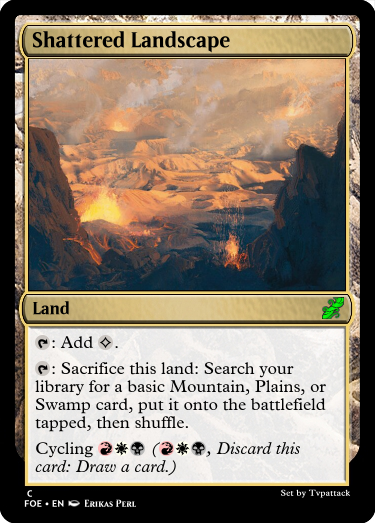 Shattered Landscape
Land
: Add .
: Sacrifice this land: Search your
library for a basic Mountain, Plains, or
Swamp card, put it onto the battlefield
tapped, then shuffle.
Cycling (, Discard this
card: Draw a card.)
C
FOE • EN Erikas Perl
Set by Tvpattack